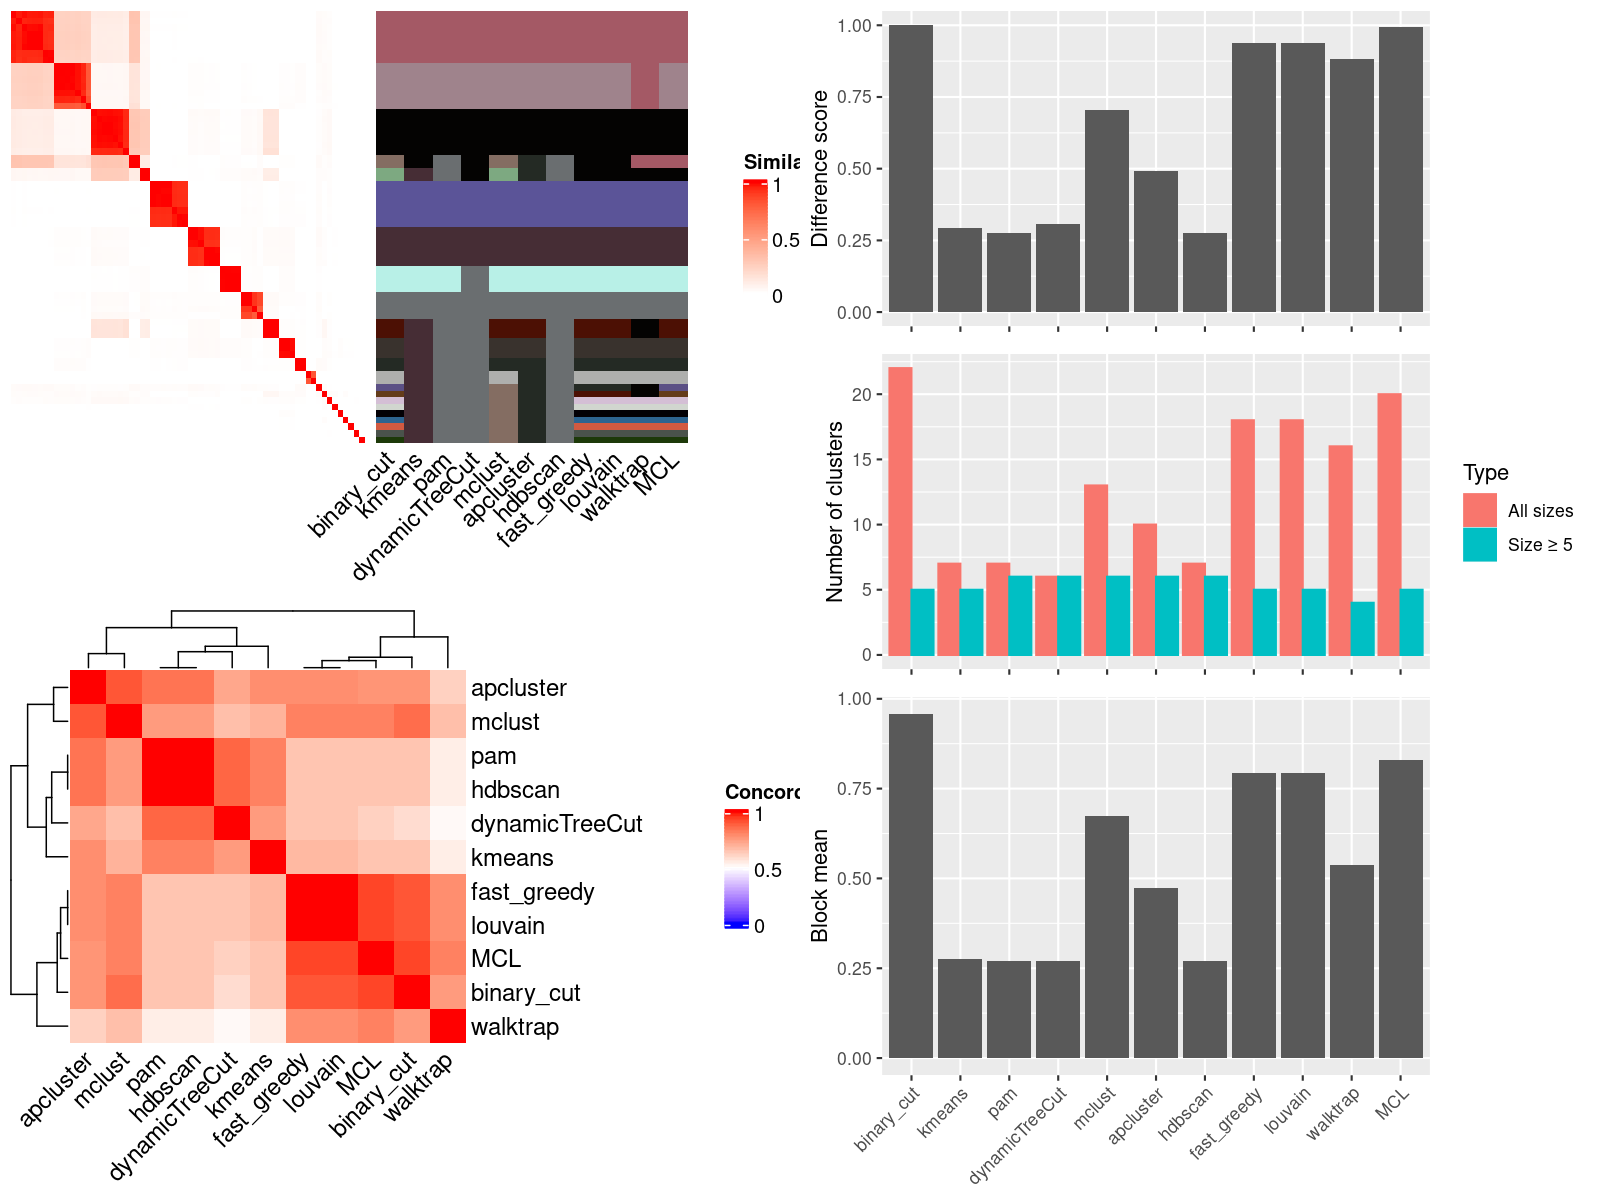 Simila
1
0.5
0
binary_cut
kmeans
pam
dynamicTreeCut
mclust
apcluster
hdbscan
fast_greedy
louvain
walktrap
MCL
apcluster
mclust
pam
hdbscan
dynamicTreeCut
kmeans
fast_greedy
louvain
MCL
binary_cut
walktrap
apcluster
mclust
pam
hdbscan
dynamicTreeCut
kmeans
fast_greedy
louvain
MCL
binary_cut
walktrap
Concord
1
0.5
0
Difference score
1.00
0.75
0.50
0.25
0.00
Number of clusters
20
15
10
5
0
Type
All sizes
Size ≥ 5
Block mean
1.00
0.75
0.50
0.25
0.00
binary_cut
kmeans
pam
dynamicTreeCut
mclust
apcluster
hdbscan
fast_greedy
louvain
walktrap
MCL